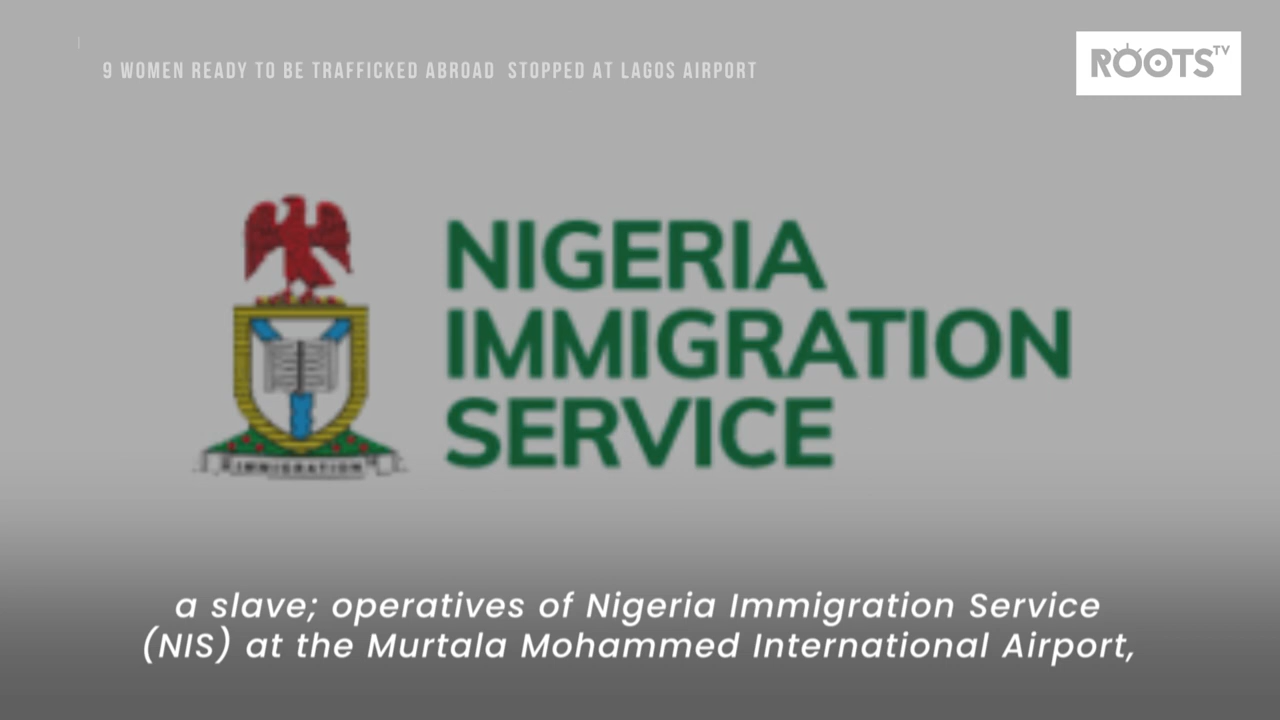 9 WOMEN READY TO BE TRAFFICKED ABROAD STOPPED AT LAGOS AIRPORT
ROOTS TV
NIGERIA
IMMIGRATION
SERVICE
IMMIGRATION
a slave; operatives of Nigeria Immigration Service
(NIS) at the Murtala Mohammed International Airport,